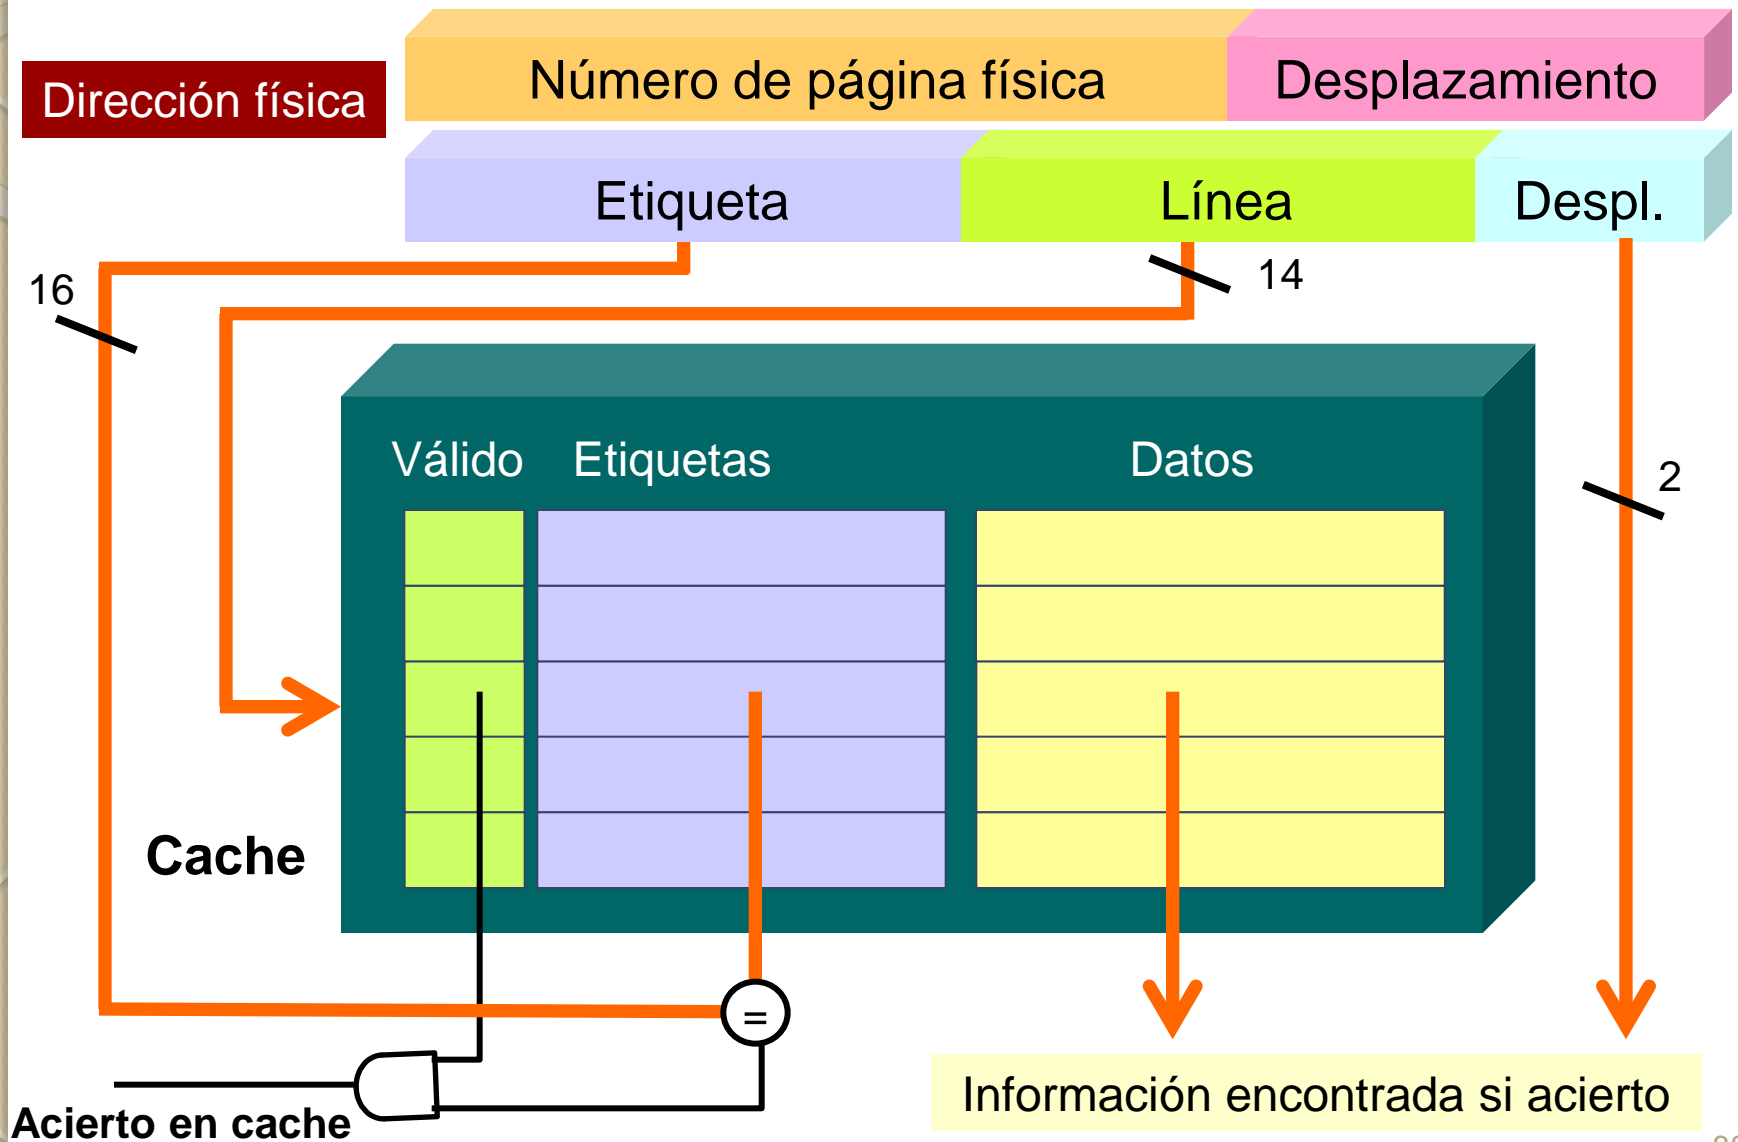 Número de página física
Desplazamiento
Dirección física
Etiqueta
Línea
Despl.
16
14
Válido
Etiquetas
Datos
2
Cache
=
Información encontrada si acierto
Acierto en cache